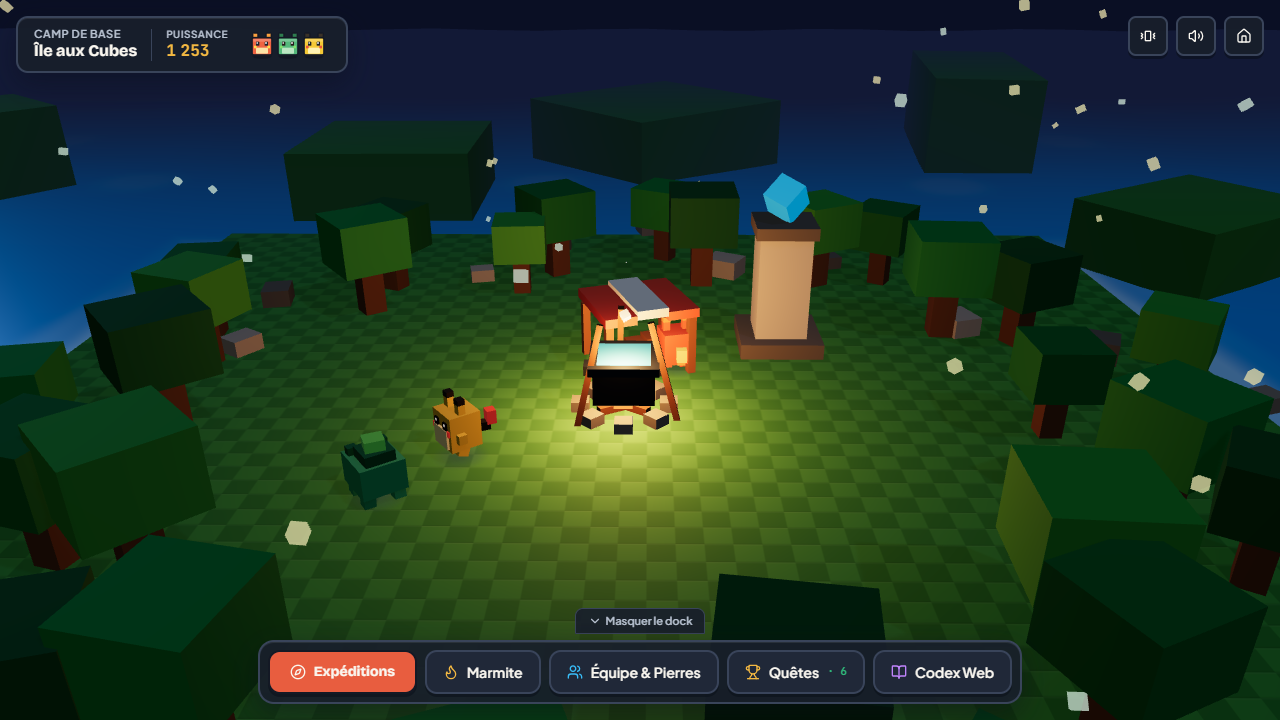 CAMP DE BASE
Île aux Cubes
PUISSANCE
1 253
Masquer le dock
Expéditions
Marmite
Équipe & Pierres
Quêtes · 6
Codex Web